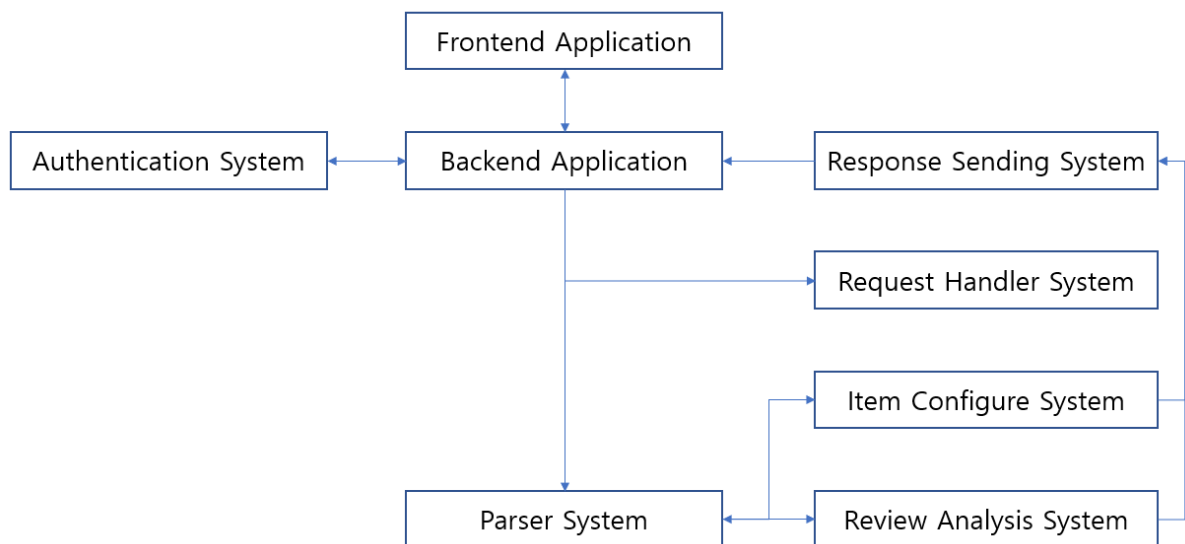 Frontend Application
Authentication System
Backend Application
Response Sending System
Request Handler System
Item Configure System
Parser System
Review Analysis System